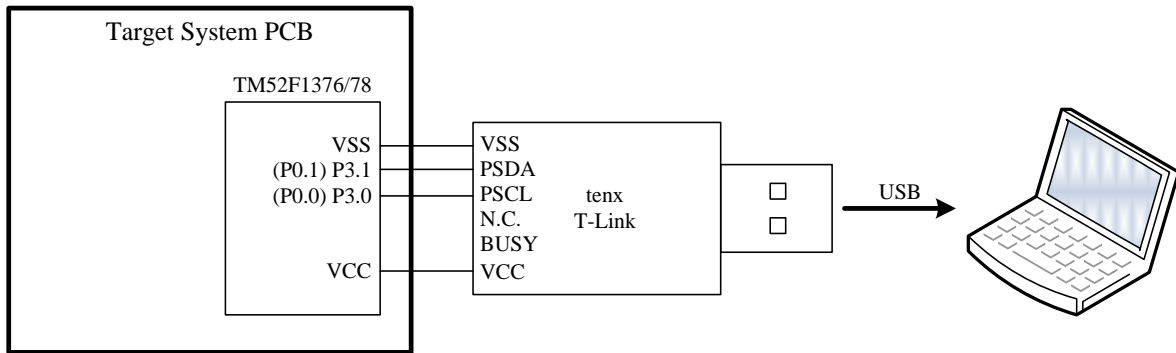 Target System PCB
TM52F1376/78
VSS
(P0.1) P3.1
(P0.0) P3.0
VCC
VSS
PSDA
PSCL
N.C.
BUSY
VCC
tenx
T-Link
USB